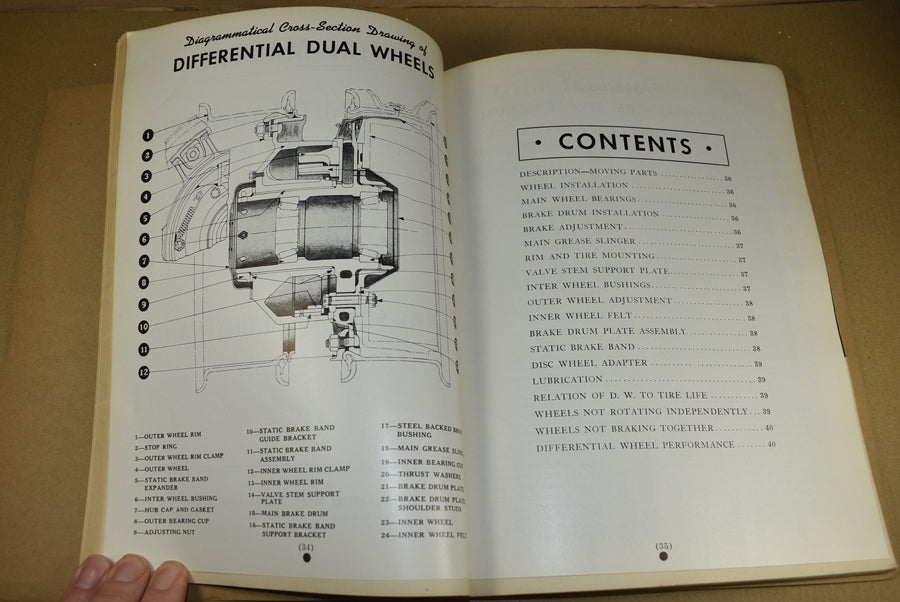 Diagrammatical Cross-Section Drawing of
DIFFERENTIAL DUAL WHEELS
1
2
3
4
5
6
7
8
9
10
11
12
1—OUTER WHEEL RIM
2—STOP RING
3—OUTER WHEEL RIM CLAMP
4—OUTER WHEEL
5—STATIC BRAKE BAND
EXPANDER
6—INTER WHEEL BUSHING
7—HUB CAP AND GASKET
8—OUTER BEARING CUP
9—ADJUSTING NUT
10—STATIC BRAKE BAND
GUIDE BRACKET
11—STATIC BRAKE BAND
ASSEMBLY
12—INNER WHEEL RIM CLAMP
13—INNER WHEEL RIM
14—VALVE STEM SUPPORT
PLATE
15—MAIN BRAKE DRUM
16—STATIC BRAKE BAND
SUPPORT BRACKET
17—STEEL BACKED
BUSHING
18—MAIN GREASE
19—INNER BEARING CUP
20—THRUST WASHERS
21—BRAKE DRUM
22—BRAKE DRUM
SHOULDER STUDS
23—INNER WHEEL
24—INNER WHEEL
(34)
• CONTENTS •
DESCRIPTION—MOVING PARTS 36
WHEEL INSTALLATION 36
MAIN WHEEL BEARINGS 36
BRAKE DRUM INSTALLATION 36
BRAKE ADJUSTMENT 36
MAIN GREASE SLINGER 37
RIM AND TIRE MOUNTING 37
VALVE STEM SUPPORT PLATE 37
INTER WHEEL BUSHINGS 37
OUTER WHEEL ADJUSTMENT 38
INNER WHEEL FELT 38
BRAKE DRUM PLATE ASSEMBLY 38
STATIC BRAKE BAND 38
DISC WHEEL ADAPTER 39
LUBRICATION 39
RELATION OF D. W. TO TIRE LIFE 39
WHEELS NOT ROTATING INDEPENDENTLY 39
WHEELS NOT BRAKING TOGETHER 40
DIFFERENTIAL WHEEL PERFORMANCE 40
(35)